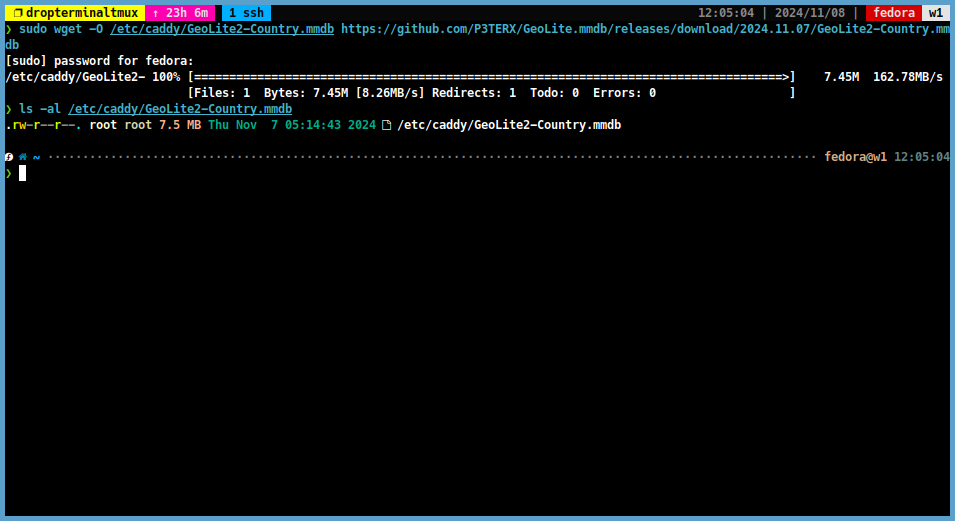 dropterminaltmux ↑ 23h 6m 1 ssh 12:05:04 | 2024/11/08 | fedora w1
❯ sudo wget -O /etc/caddy/GeoLite2-Country.mmdb https://github.com/P3TERX/GeoLite.mmdb/releases/download/2024.11.07/GeoLite2-Country.mm
db
[sudo] password for fedora:
/etc/caddy/GeoLite2- 100% [====================================================================================>] 7.45M 162.78MB/s
[Files: 1 Bytes: 7.45M [8.26MB/s] Redirects: 1 Todo: 0 Errors: 0 ]
❯ ls -al /etc/caddy/GeoLite2-Country.mmdb
.rw-r--r--. root root 7.5 MB Thu Nov 7 05:14:43 2024 /etc/caddy/GeoLite2-Country.mmdb
~ ·············································································································· fedora@w1 12:05:04
❯